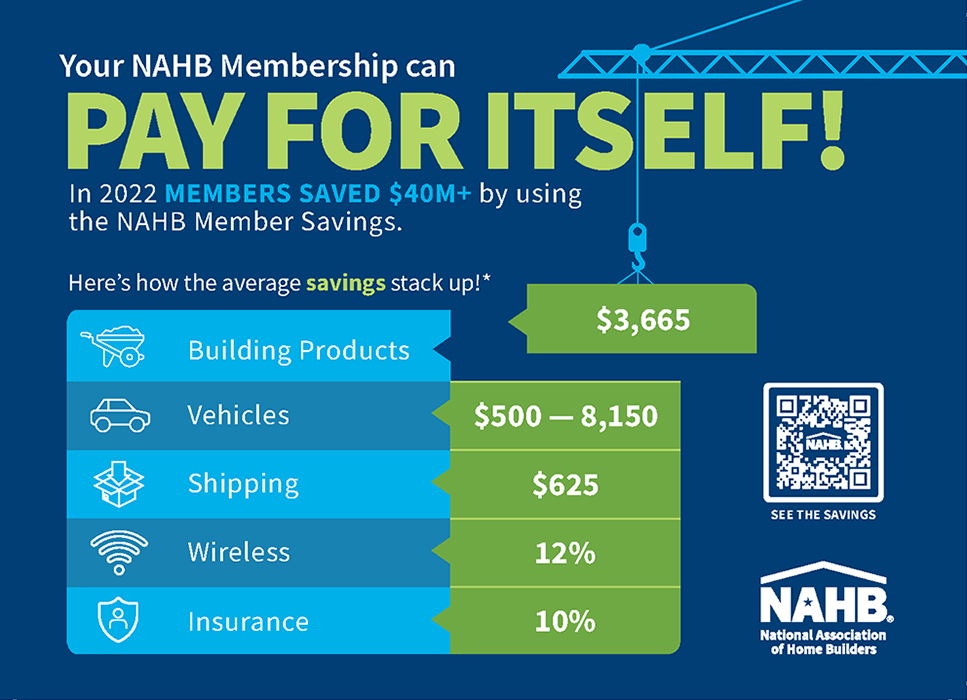 Your NAHB Membership can
PAY FOR ITSELF!
In 2022 MEMBERS SAVED $40M+ by using
the NAHB Member Savings.
Here's how the average savings stack up!*
Building Products
$3,665
Vehicles
$500 — 8,150
Shipping
$625
Wireless
12%
Insurance
10%
NAHB
SEE THE SAVINGS
NAHB®
National Association
of Home Builders